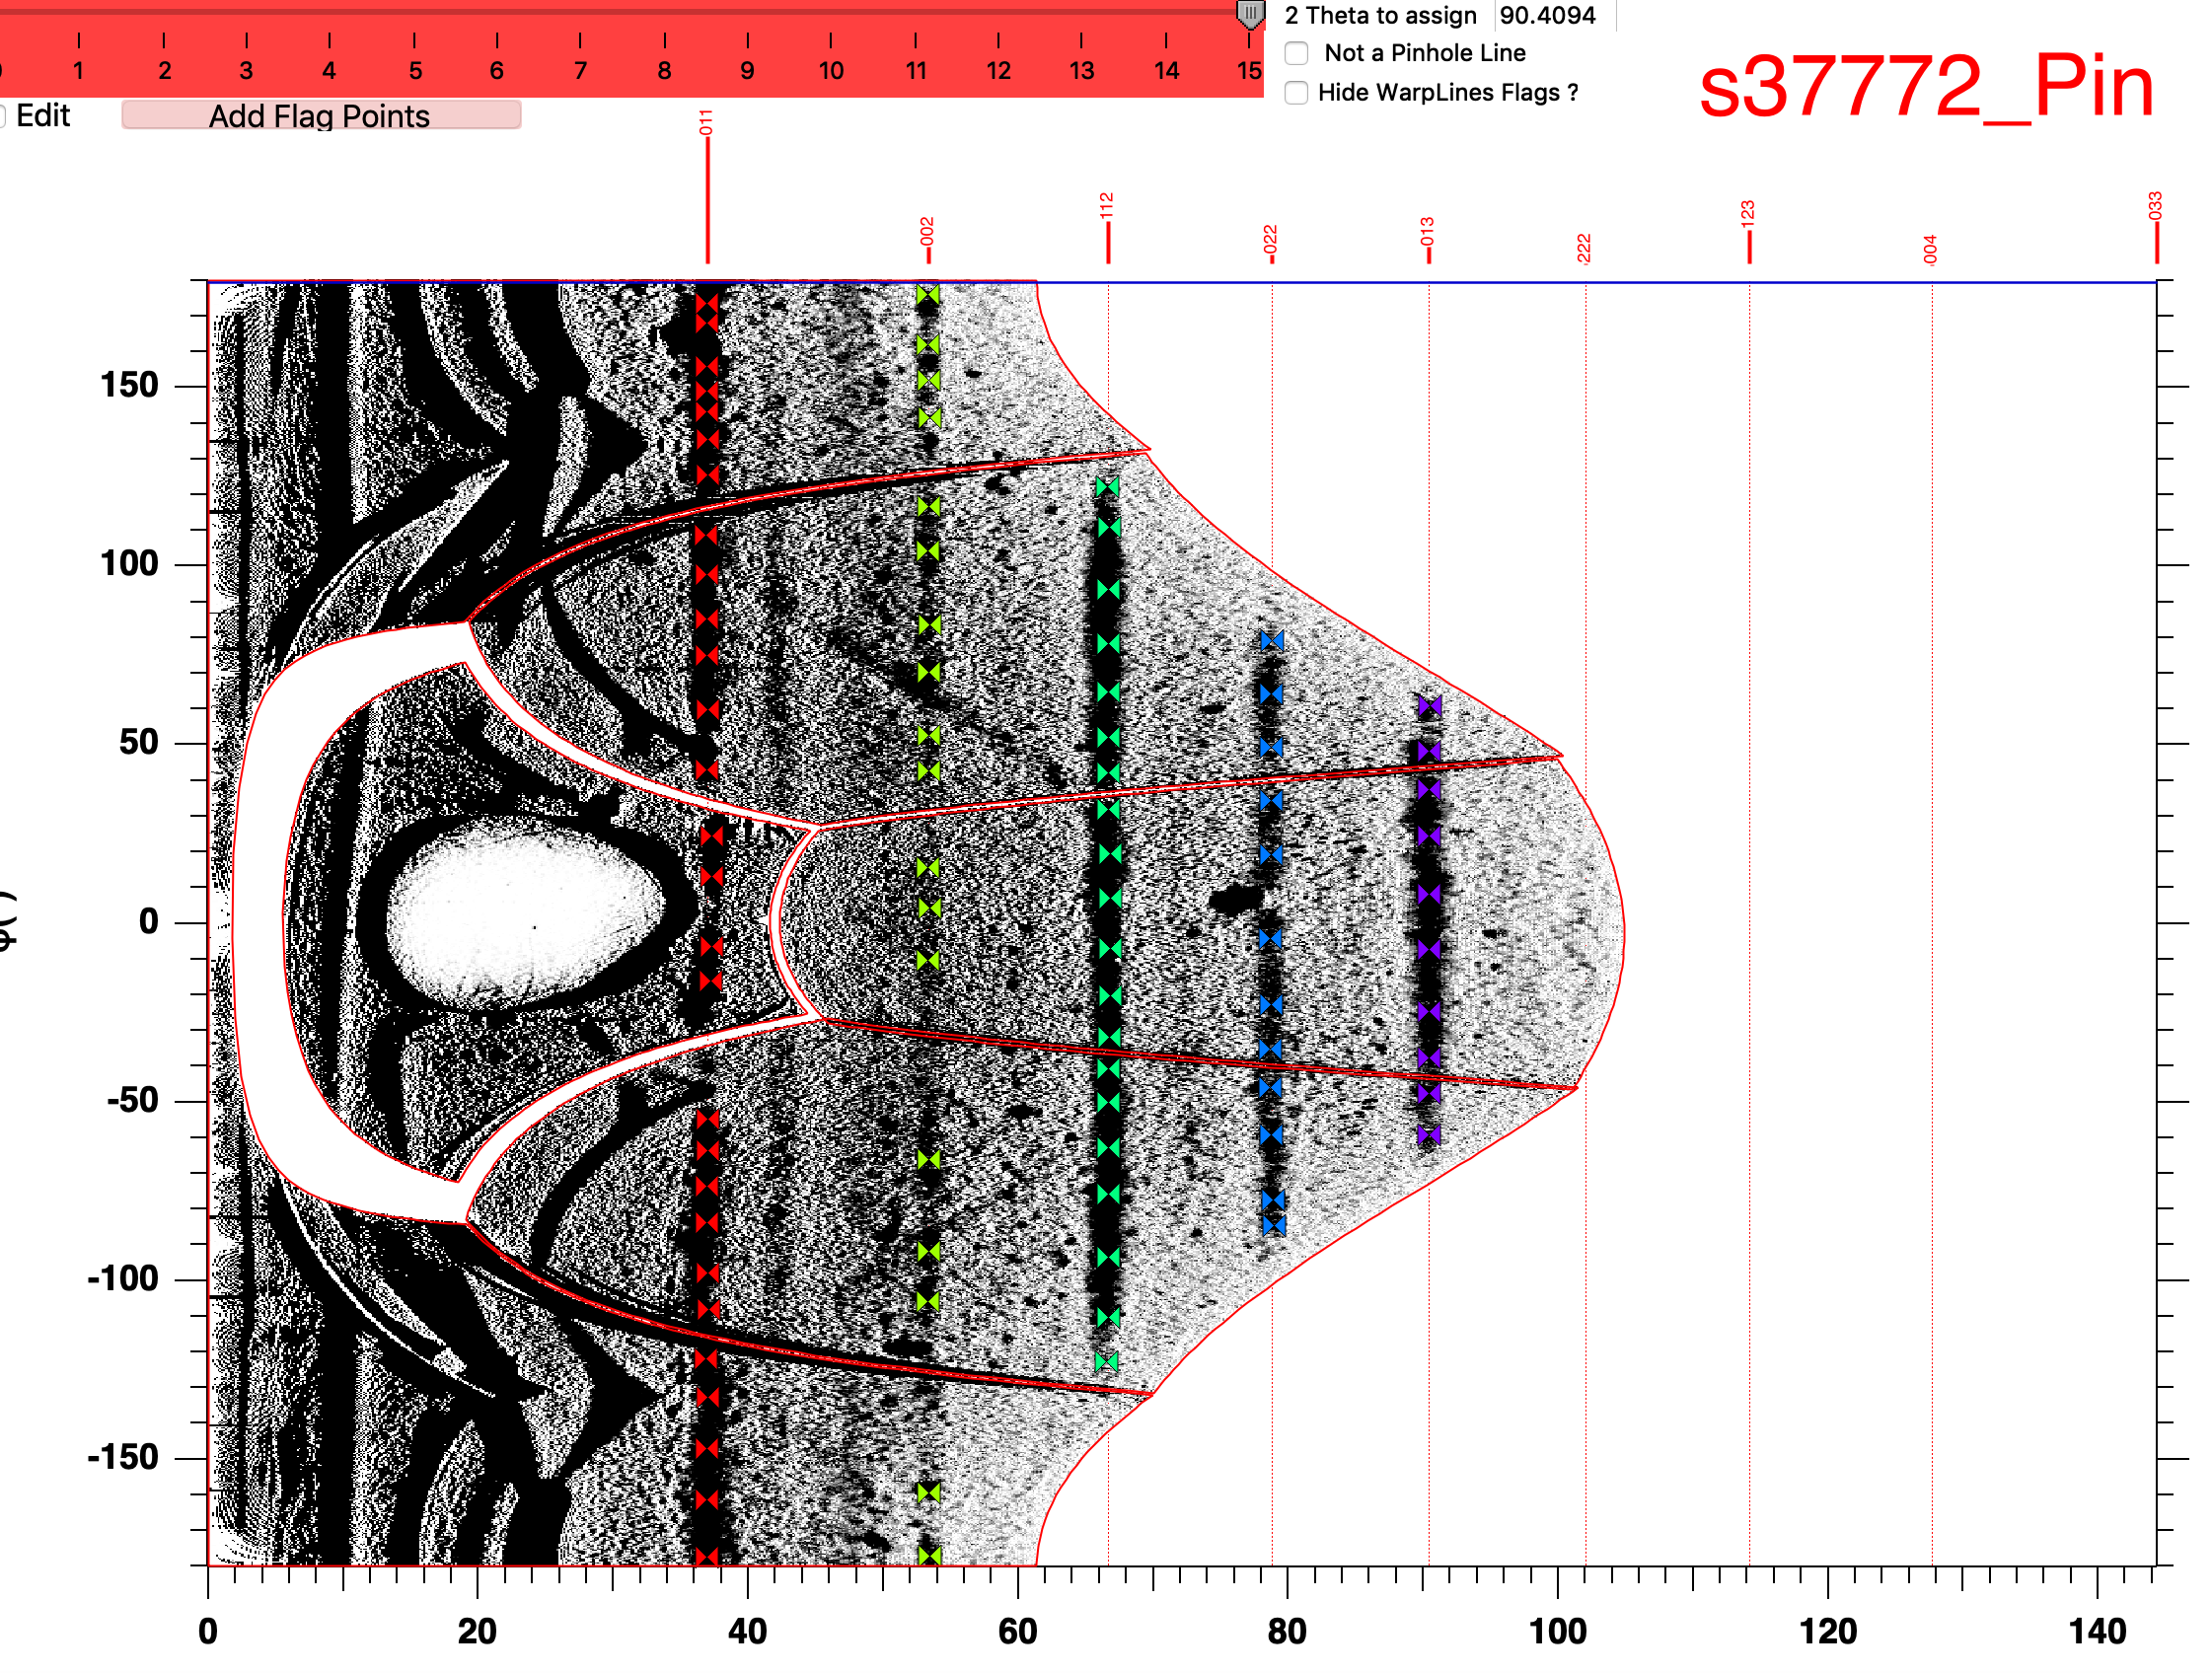 2 Theta to assign 90.4094
0 1 2 3 4 5 6 7 8 9 10 11 12 13 14 15
Not a Pinhole Line
Hide WarpLines Flags ?
s37772_Pin
Edit
Add Flag Points
011
002
112
022
013
222
123
004
033
150
100
50
0
-50
-100
-150
φ(°)
0 20 40 60 80 100 120 140